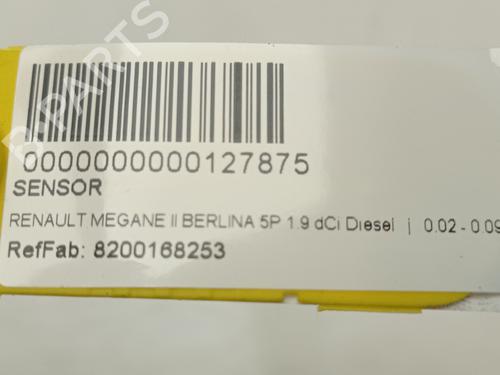 B-PARTS
0000000000127875
SENSOR
RENAULT MEGANE II BERLINA 5P 1.9 dCi Diesel | 0.02 - 0.09
RefFab: 8200168253